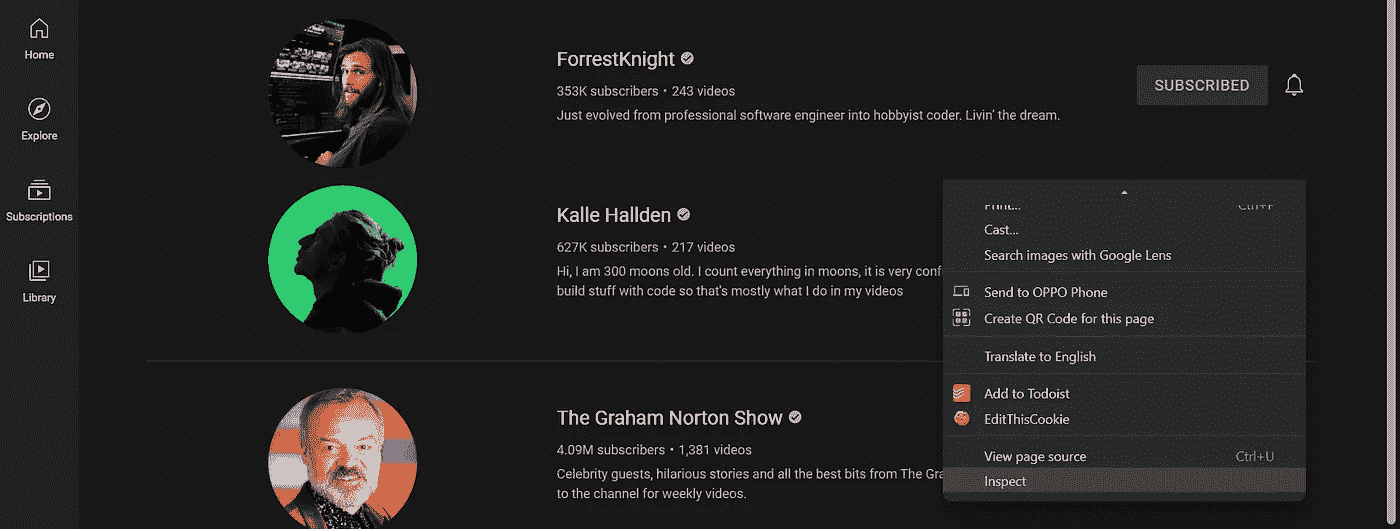 Home
Explore
Subscriptions
Library
ForrestKnight
353K subscribers • 243 videos
Just evolved from professional software engineer into hobbyist coder. Livin' the dream.
SUBSCRIBED
Kalle Hallden
627K subscribers • 217 videos
Hi, I am 300 moons old. I count everything in moons, it is very
build stuff with code so that's mostly what I do in my videos
The Graham Norton Show
4.09M subscribers • 1,381 videos
Celebrity guests, hilarious stories and all the best bits from The
to the channel for weekly videos.
Print... Ctrl+P
Cast...
Search images with Google Lens
Send to OPPO Phone
Create QR Code for this page
Translate to English
Add to Todoist
EditThisCookie
View page source Ctrl+U
Inspect